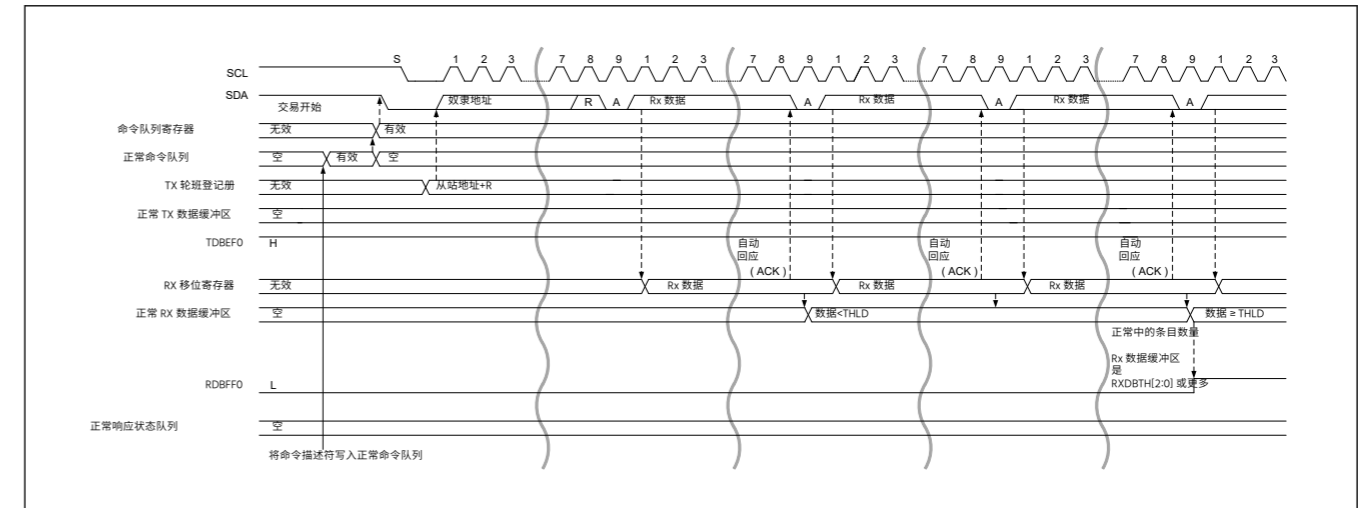 S 1 2 3 7 8 9 1 2 3 7 8 9 1 2 3 7 8 9 1 2 3 7 8 9 1 2 3
SCL
SDA 交易开始 奴隶地址 R A Rx 数据 A Rx 数据 A Rx 数据 A
命令队列寄存器 无效 有效
正常命令队列 空 有效 空
TX 轮班登记册 无效 从站地址+R
正常 TX 数据缓冲区 空
TDBEF0 H 自动 自动 自动
回应 回应 回应
( ACK ) ( ACK ) ( ACK )
RX 移位寄存器 无效 Rx 数据 Rx 数据 Rx 数据
正常 RX 数据缓冲区 空 数据<THLD 数据 ≥ THLD
正常中的条目数量
Rx 数据缓冲区
是
RDBFF0 L RXDBTH[2:0] 或更多
正常响应状态队列 空
将命令描述符写入正常命令队列